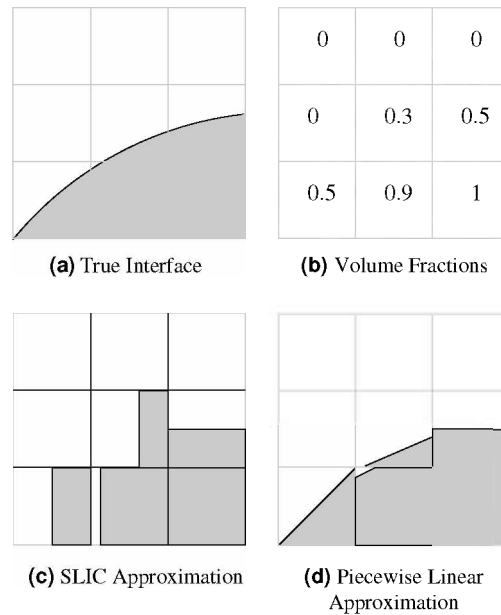 0 0 0
0 0.3 0.5
0.5 0.9 1
(a) True Interface
(b) Volume Fractions
(c) SLIC Approximation
(d) Piecewise Linear
Approximation